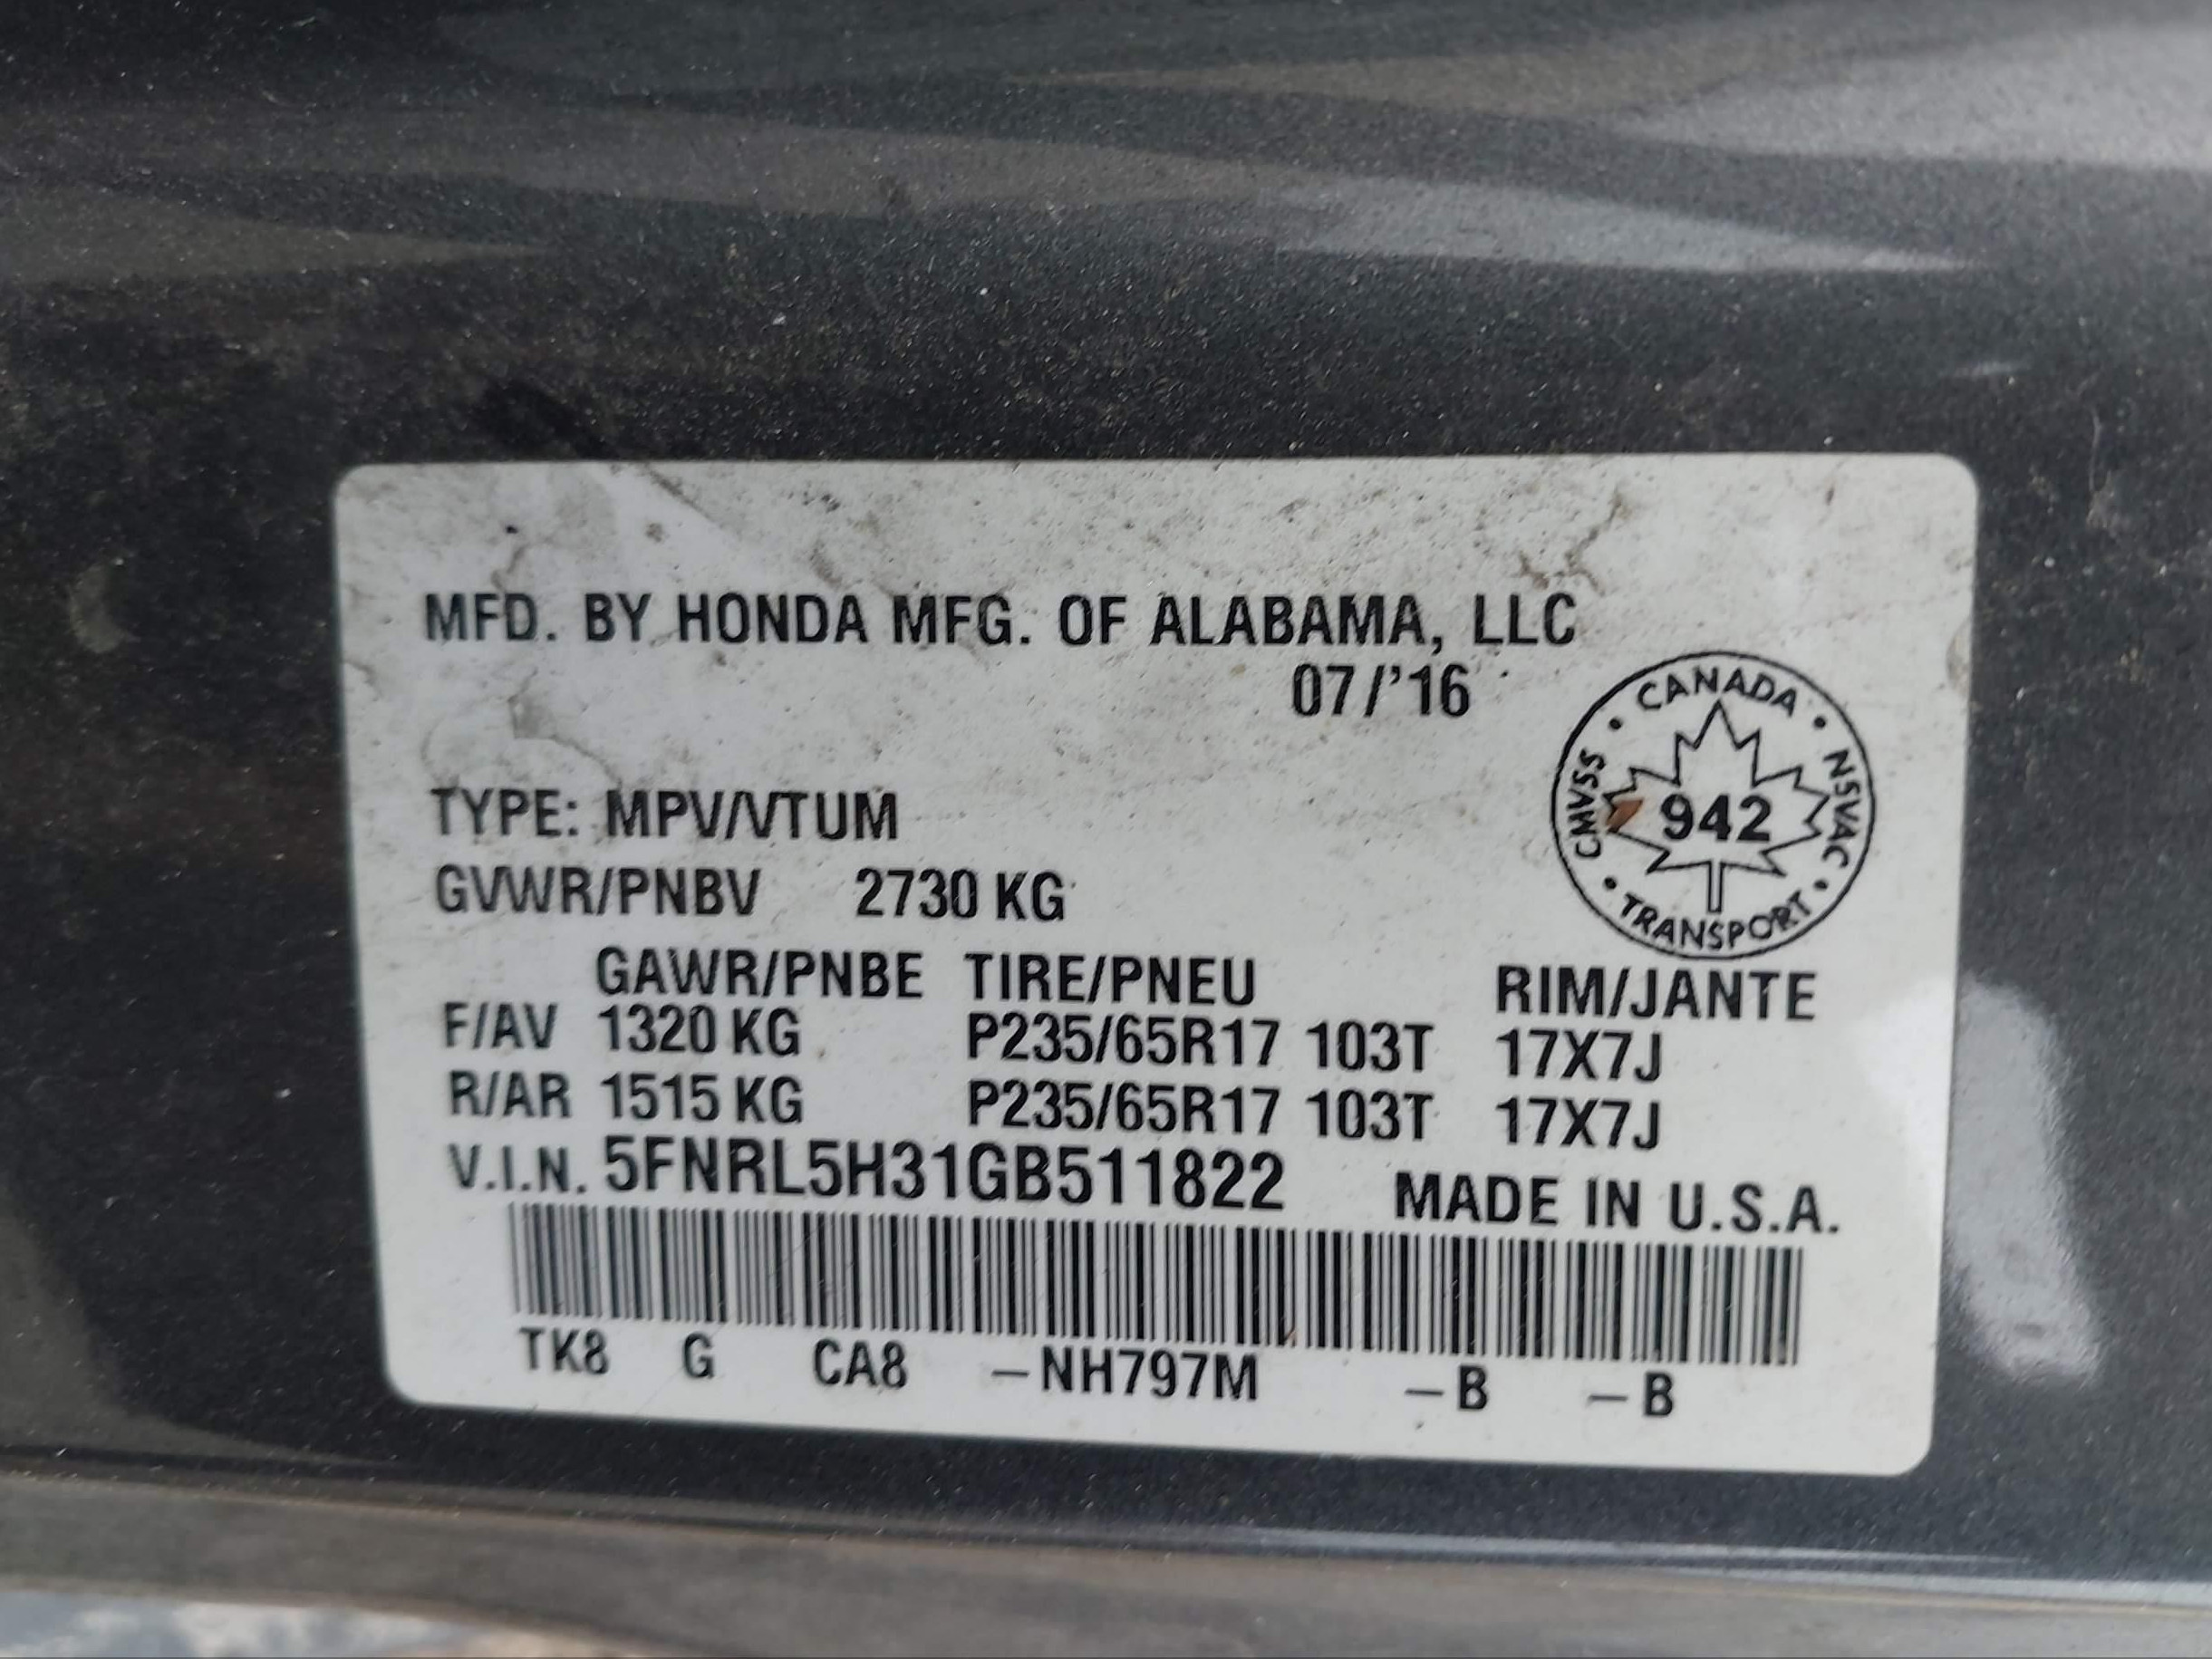 MFD. BY HONDA MFG. OF ALABAMA, LLC
07/'16
CANADA
CMVSS
942
NSVAC
TRANSPORT
TYPE: MPV/VTUM
GVWR/PNBV 2730 KG
GAWR/PNBE TIRE/PNEU RIM/JANTE
F/AV 1320 KG P235/65R17 103T 17X7J
R/AR 1515 KG P235/65R17 103T 17X7J
V.I.N. 5FNRL5H31GB511822 MADE IN U.S.A.
TK8 G CA8 –NH797M –B –B